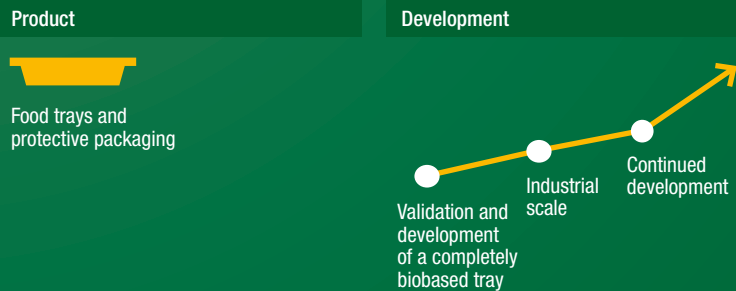 Product
Food trays and
protective packaging
Development
Validation and
development
of a completely
biobased tray
Industrial
scale
Continued
development